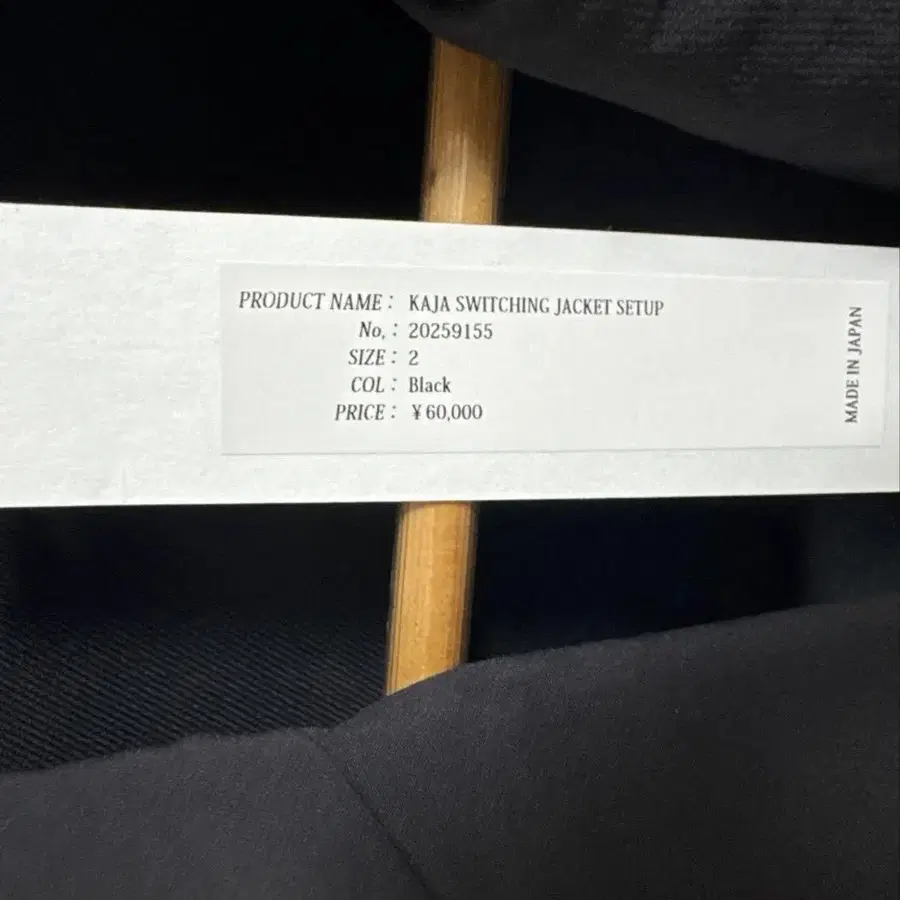 PRODUCT NAME : KAJA SWITCHING JACKET SETUP
No, : 20259155
SIZE : 2
COL : Black
PRICE : ¥60,000
MADE IN JAPAN